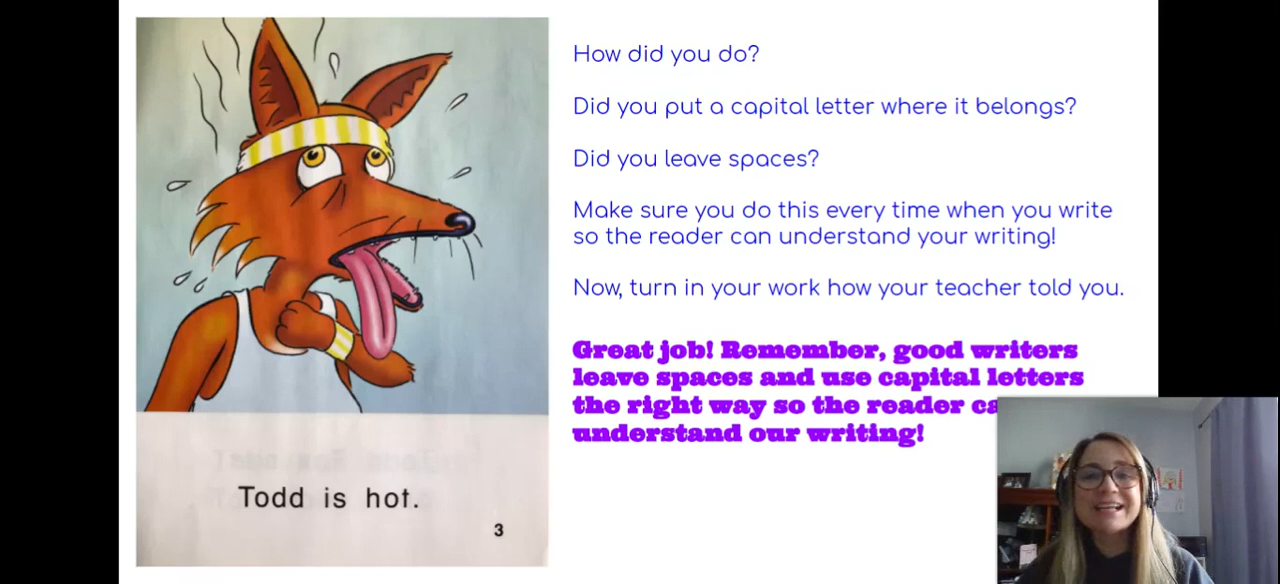 How did you do?
Did you put a capital letter where it belongs?
Did you leave spaces?
Make sure you do this every time when you write
so the reader can understand your writing!
Now, turn in your work how your teacher told you.
Great job! Remember, good writers
leave spaces and use capital letters
the right way so the reader
understand our writing!
Todd is hot.
3